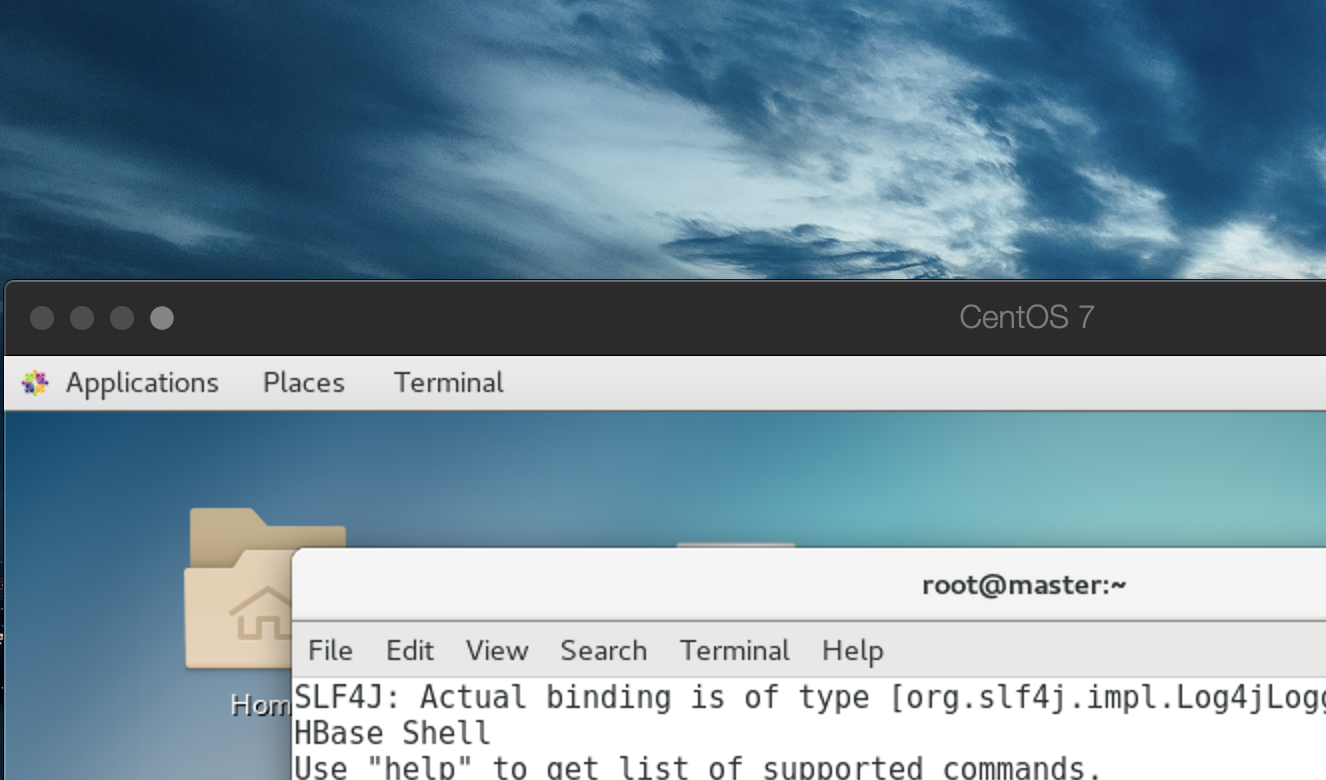 CentOS 7
Applications Places Terminal
root@master:~
File Edit View Search Terminal Help
SLF4J: Actual binding is of type [org.slf4j.impl.Log4jLogg
HBase Shell
Use "help" to get list of supported commands.